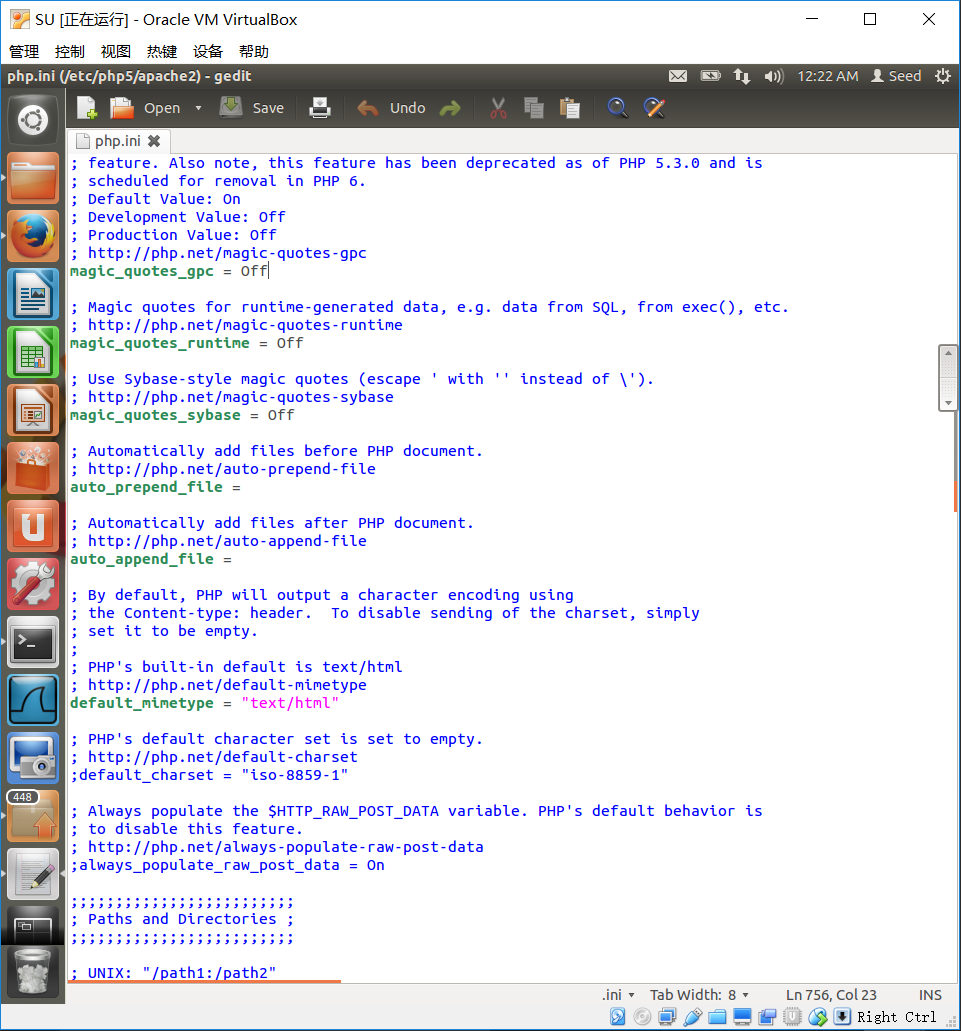 SU [正在运行] - Oracle VM VirtualBox
管理 控制 视图 热键 设备 帮助
php.ini (/etc/php5/apache2) - gedit 12:22 AM Seed
Open Save Undo
php.ini
; feature. Also note, this feature has been deprecated as of PHP 5.3.0 and is
; scheduled for removal in PHP 6.
; Default Value: On
; Development Value: Off
; Production Value: Off
; http://php.net/magic-quotes-gpc
magic_quotes_gpc = Off
; Magic quotes for runtime-generated data, e.g. data from SQL, from exec(), etc.
; http://php.net/magic-quotes-runtime
magic_quotes_runtime = Off
; Use Sybase-style magic quotes (escape ' with '' instead of \').
; http://php.net/magic-quotes-sybase
magic_quotes_sybase = Off
; Automatically add files before PHP document.
; http://php.net/auto-prepend-file
auto_prepend_file =
; Automatically add files after PHP document.
; http://php.net/auto-append-file
auto_append_file =
; By default, PHP will output a character encoding using
; the Content-type: header.  To disable sending of the charset, simply
; set it to be empty.
;
; PHP's built-in default is text/html
; http://php.net/default-mimetype
default_mimetype = "text/html"
; PHP's default character set is set to empty.
; http://php.net/default-charset
;default_charset = "iso-8859-1"
448
; Always populate the $HTTP_RAW_POST_DATA variable. PHP's default behavior is
; to disable this feature.
; http://php.net/always-populate-raw-post-data
;always_populate_raw_post_data = On
;;;;;;;;;;;;;;;;;;;;;;;;;
; Paths and Directories ;
;;;;;;;;;;;;;;;;;;;;;;;;;
; UNIX: "/path1:/path2"
.ini Tab Width: 8 Ln 756, Col 23 INS
Right Ctrl